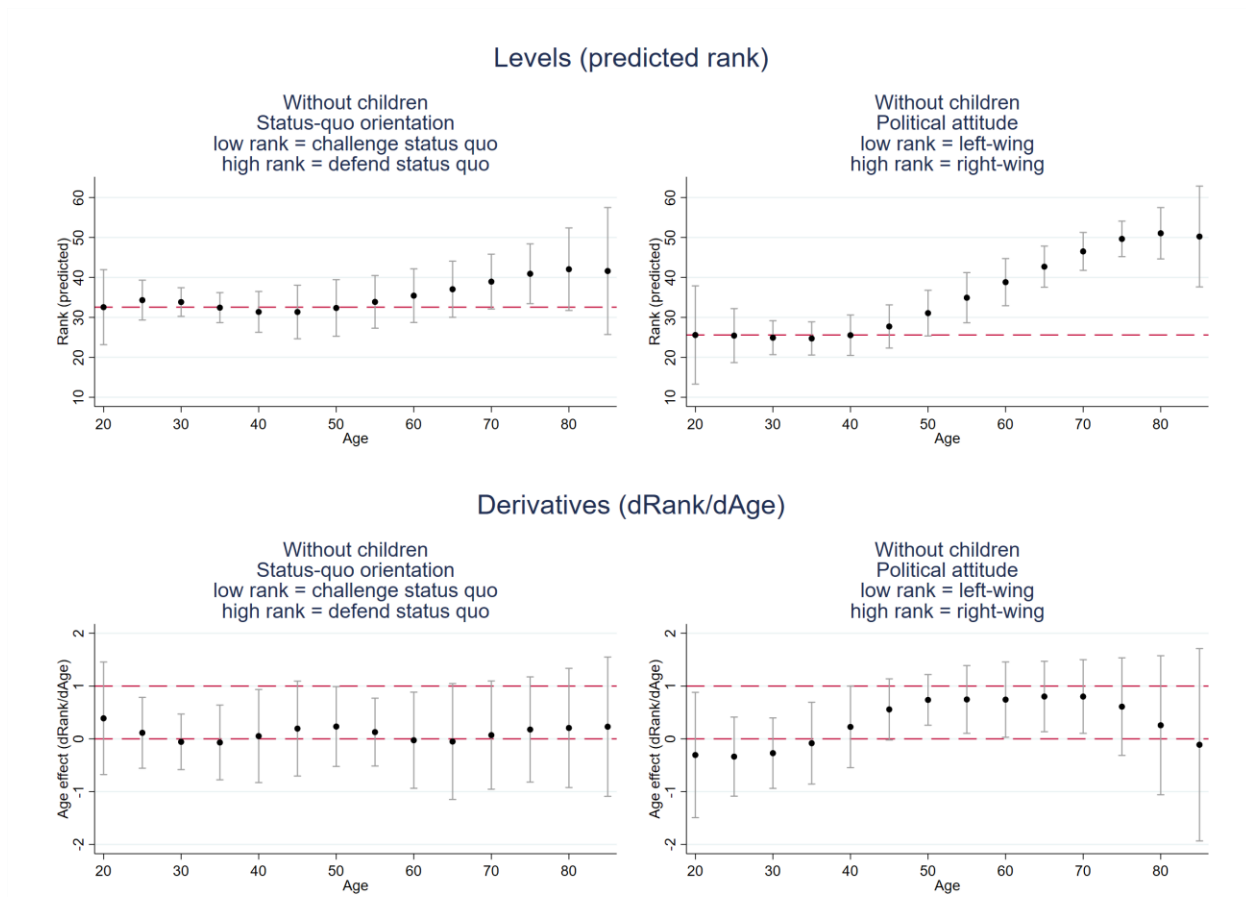 Levels (predicted rank)
Without children
Status-quo orientation
low rank = challenge status quo
high rank = defend status quo
Rank (predicted)
60
50
40
30
20
10
20 30 40 50 60 70 80
Age
Without children
Political attitude
low rank = left-wing
high rank = right-wing
Rank (predicted)
60
50
40
30
20
10
20 30 40 50 60 70 80
Age
Derivatives (dRank/dAge)
Without children
Status-quo orientation
low rank = challenge status quo
high rank = defend status quo
Age effect (dRank/dAge)
2
1
0
-1
-2
20 30 40 50 60 70 80
Age
Without children
Political attitude
low rank = left-wing
high rank = right-wing
Age effect (dRank/dAge)
2
1
0
-1
-2
20 30 40 50 60 70 80
Age